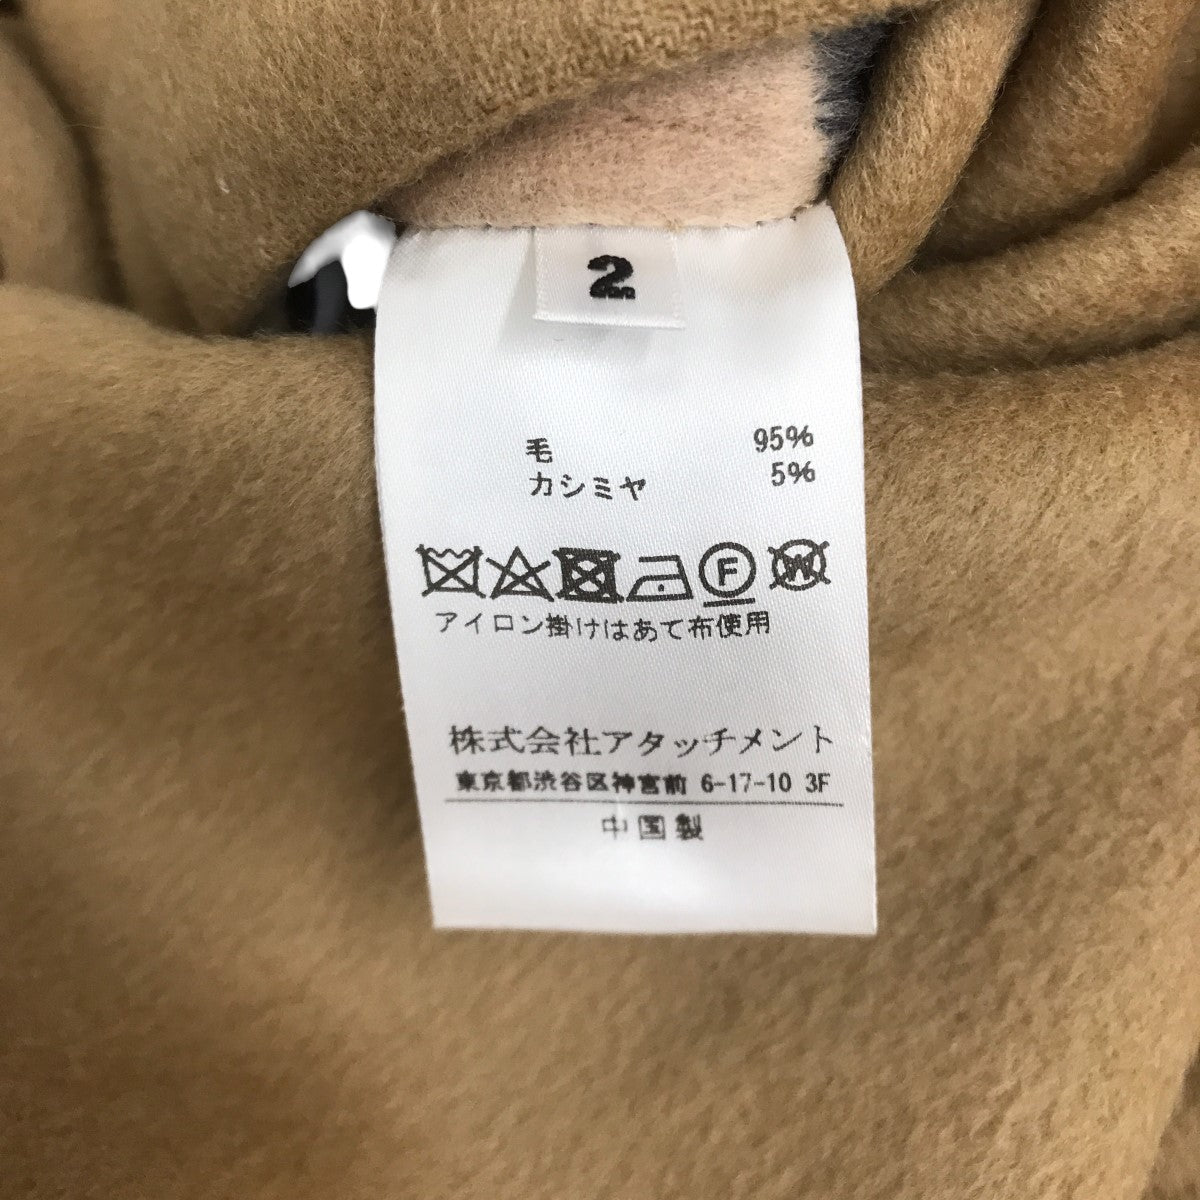 2
毛 95%
カシミヤ 5%
F W
アイロン掛けはあて布使用
株式会社アタッチメント
東京都渋谷区神宮前 6-17-10 3F
中国製